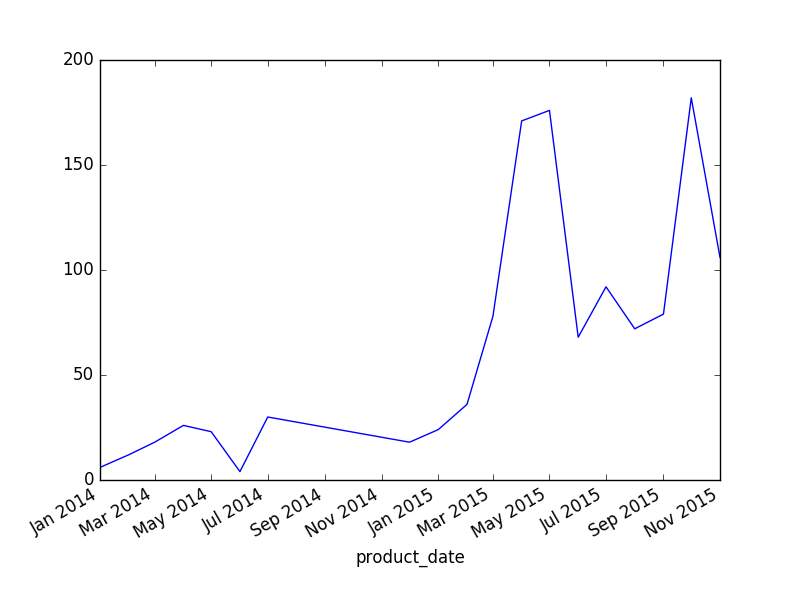 200
150
100
50
0
Jan 2014
Mar 2014
May 2014
Jul 2014
Sep 2014
Nov 2014
Jan 2015
Mar 2015
May 2015
Jul 2015
Sep 2015
Nov 2015
product_date